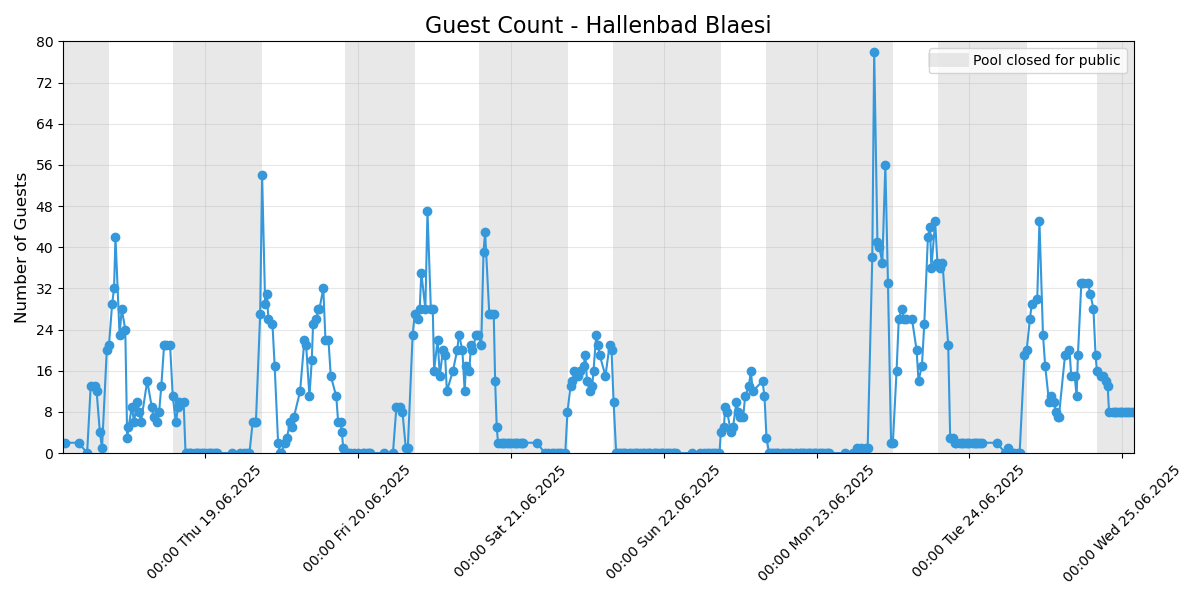 Guest Count - Hallenbad Blaesi
Pool closed for public
Number of Guests
80
72
64
56
48
40
32
24
16
8
0
00:00 Thu 19.06.2025
00:00 Fri 20.06.2025
00:00 Sat 21.06.2025
00:00 Sun 22.06.2025
00:00 Mon 23.06.2025
00:00 Tue 24.06.2025
00:00 Wed 25.06.2025